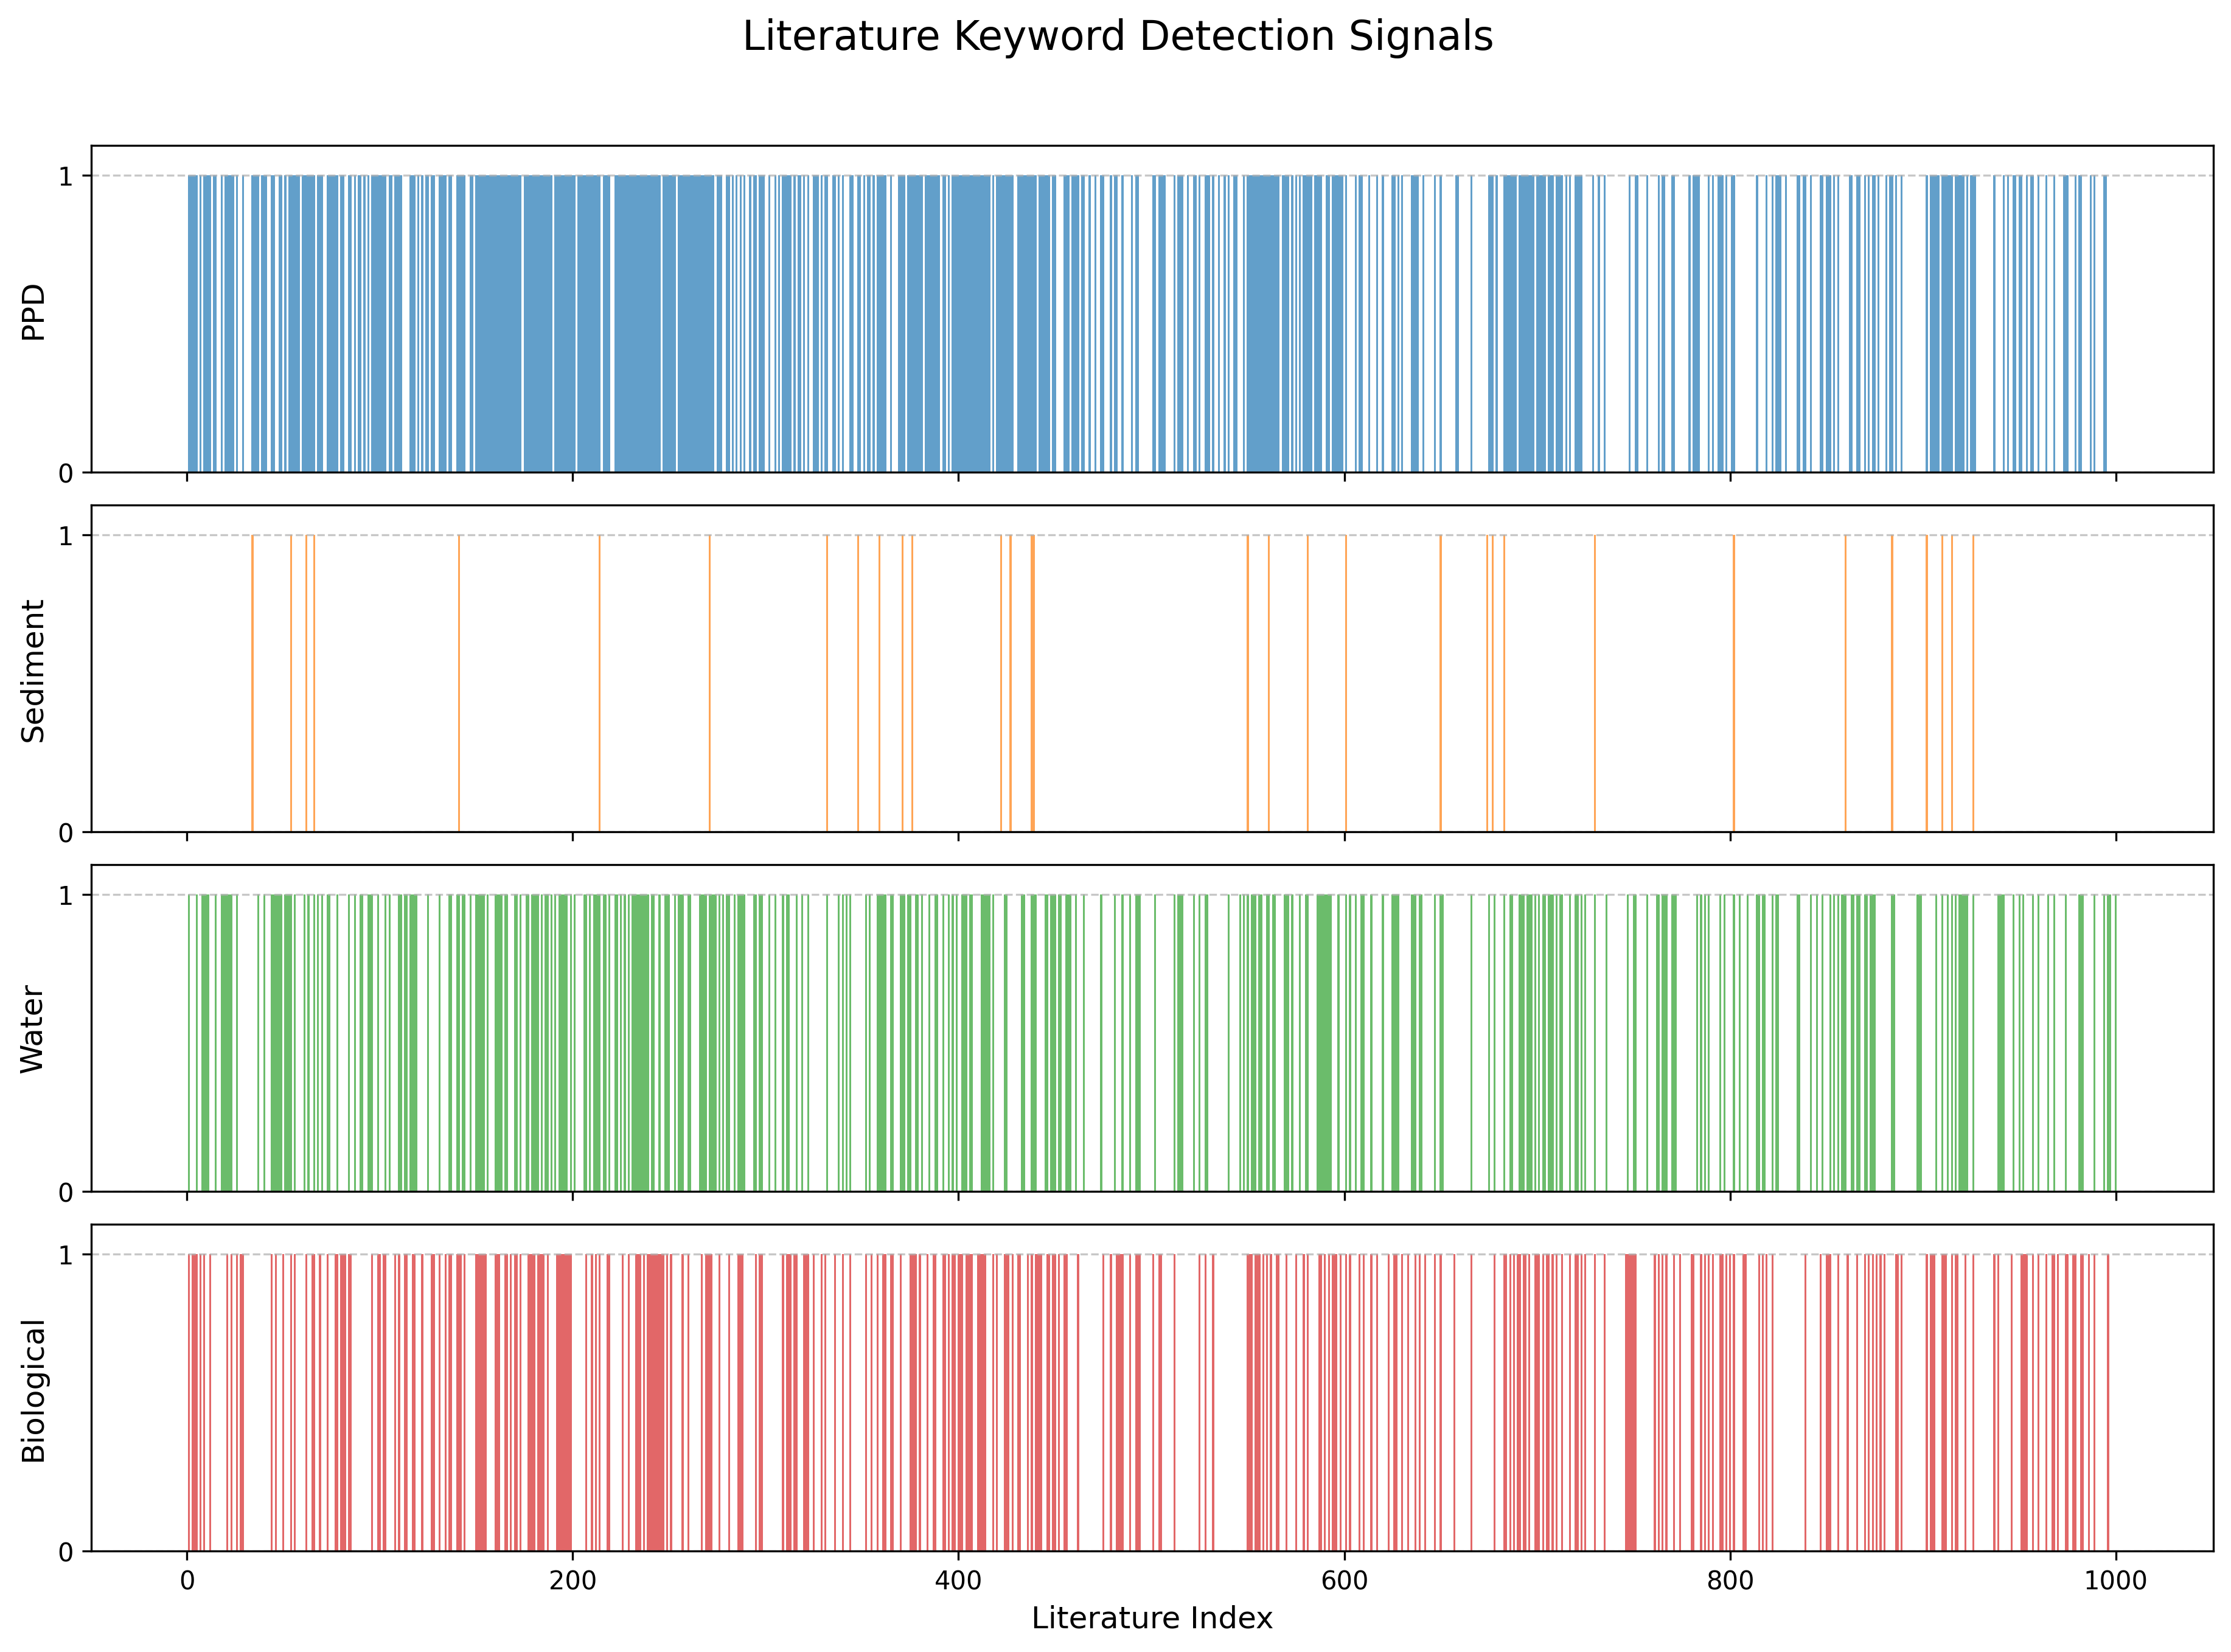 Literature Keyword Detection Signals
1
0
PPD
1
0
Sediment
1
0
Water
1
0
Biological
0 200 400 600 800 1000
Literature Index